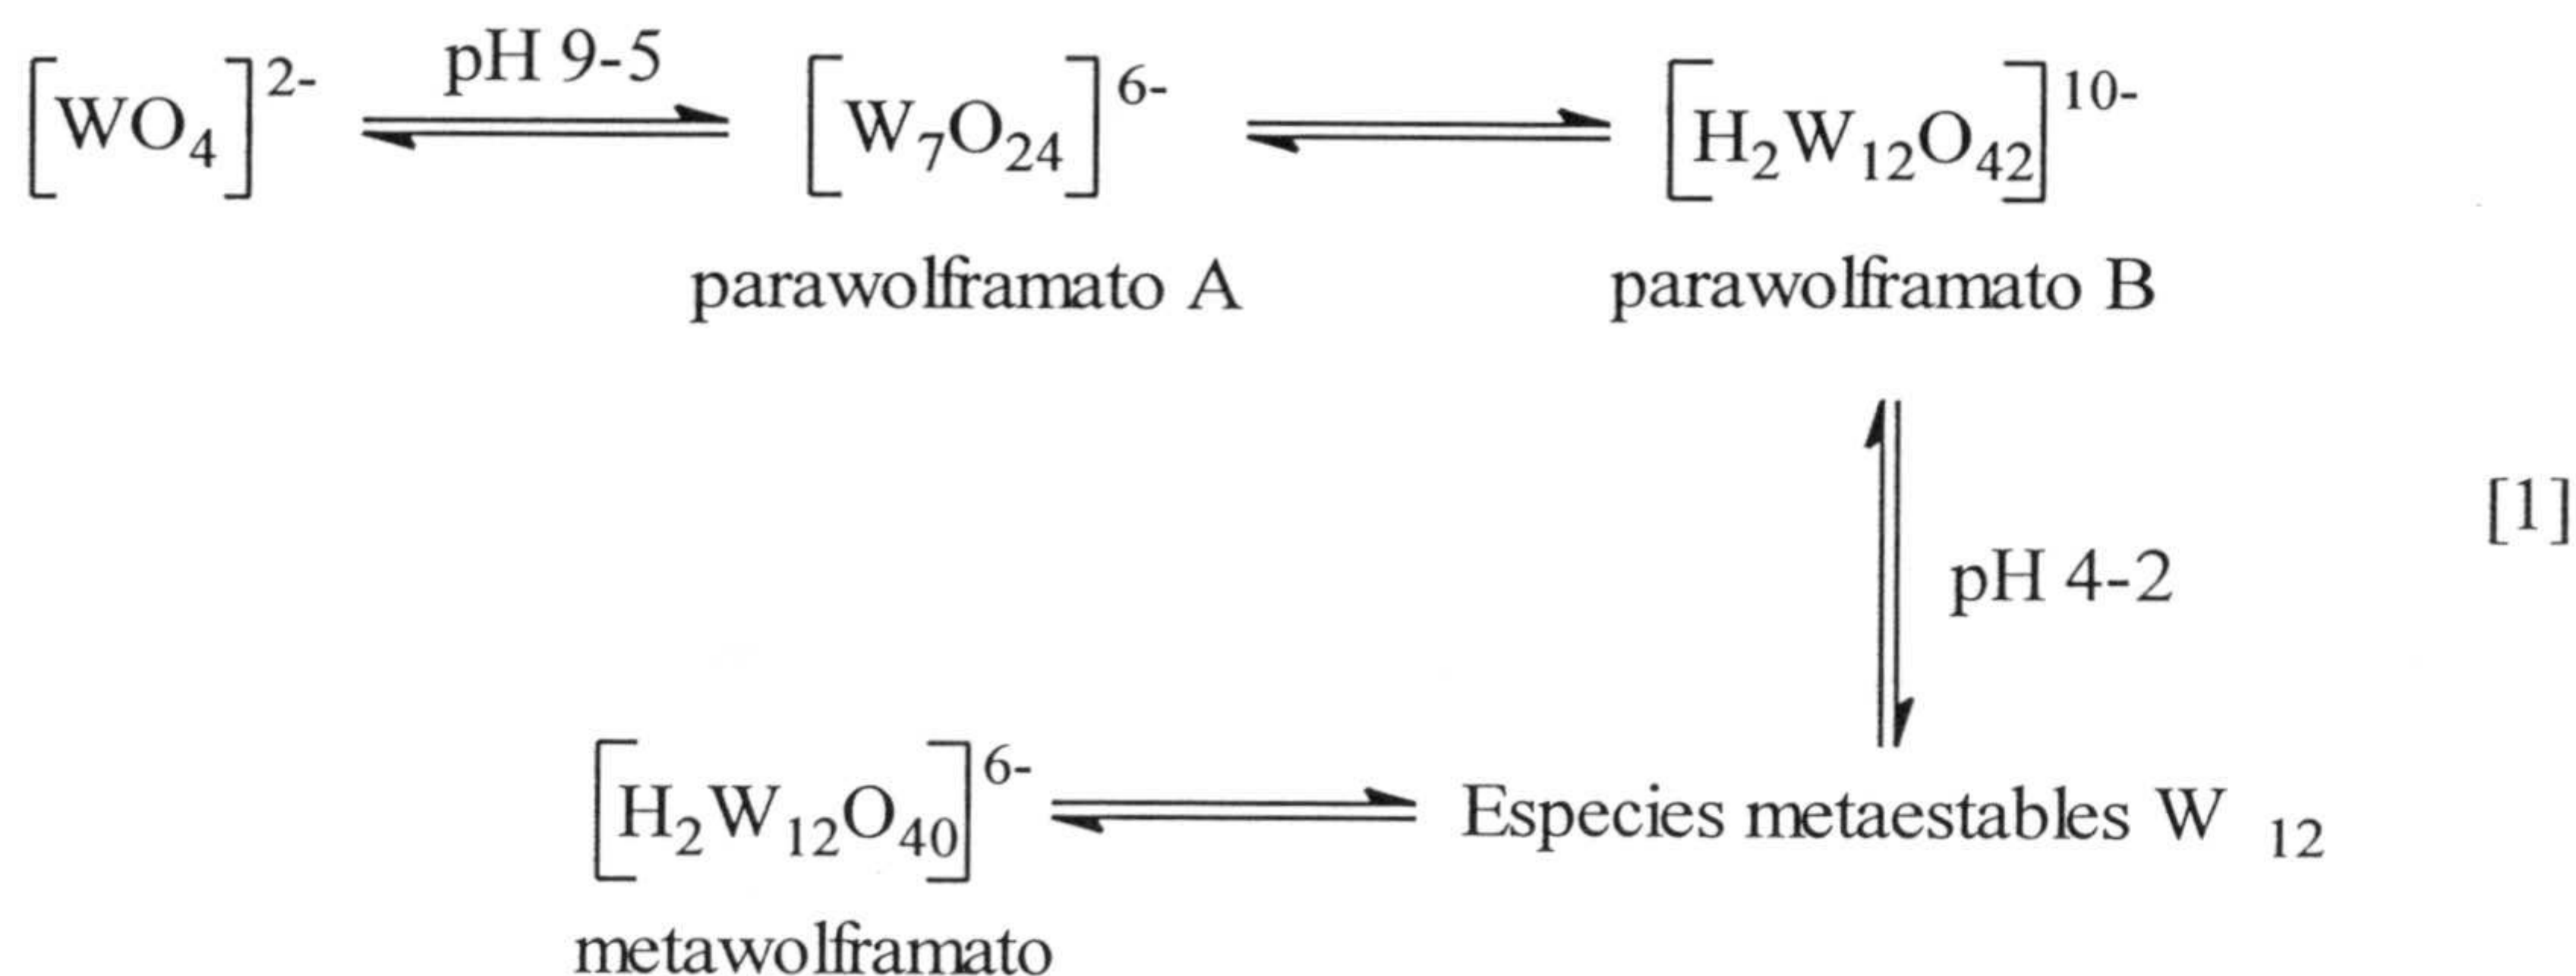 [WO4]2- pH 9-5 [W7O24]6- [H2W12O42]10-
parawolframato A parawolframato B
[1]
pH 4-2
[H2W12O40]6- Especies metaestables W 12
metawolframato